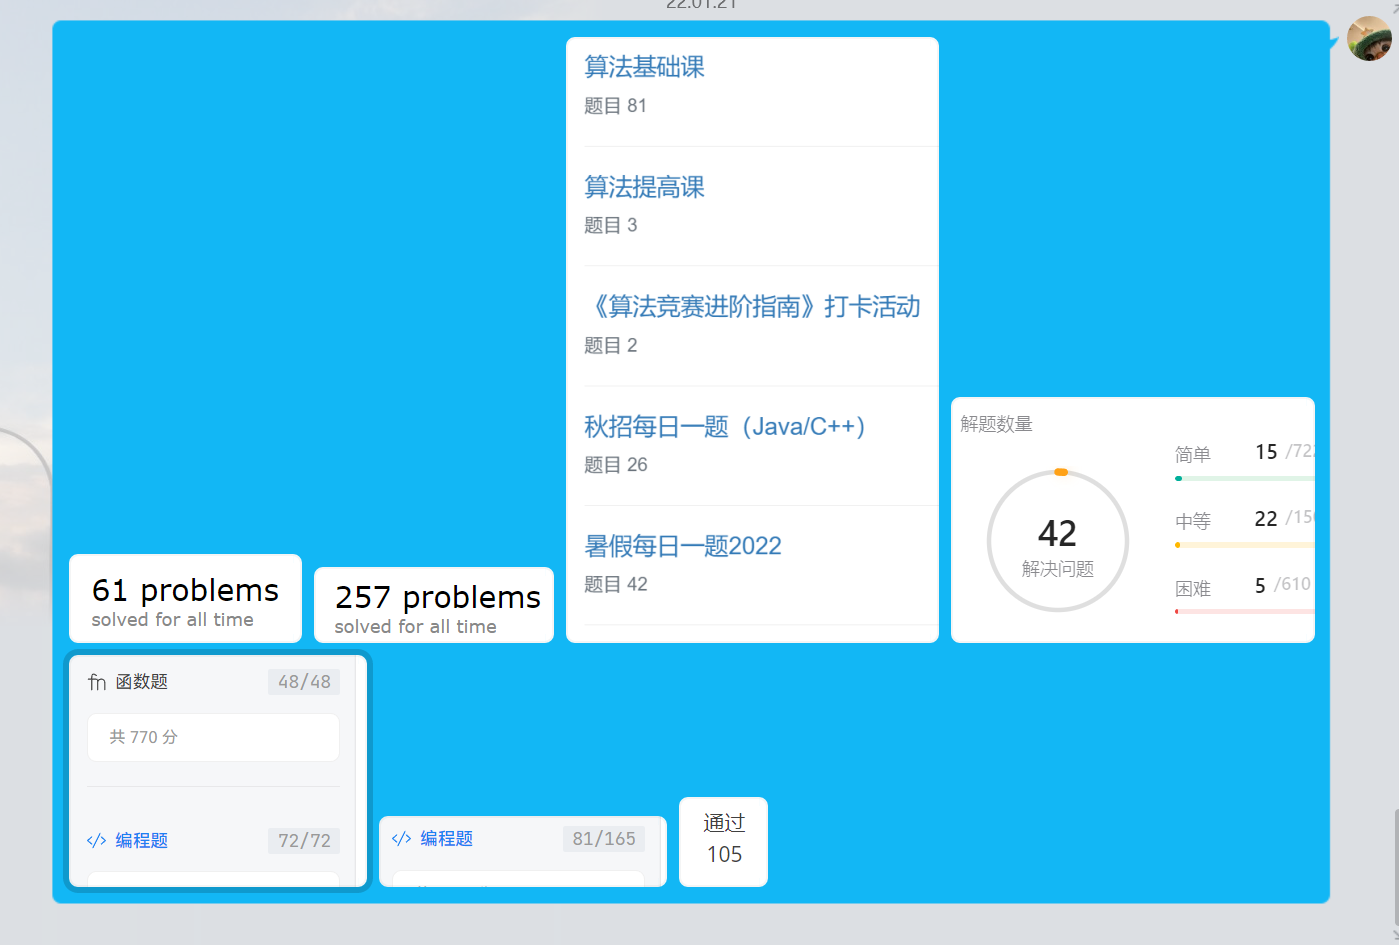 22.01.21
算法基础课
题目 81
算法提高课
题目 3
《算法竞赛进阶指南》打卡活动
题目 2
秋招每日一题（Java/C++）
题目 26
暑假每日一题2022
题目 42
解题数量
简单 15
中等 22
困难 5 /610
42
解决问题
61 problems
solved for all time
257 problems
solved for all time
fn 函数题 48/48
共 770 分
</> 编程题 72/72
</> 编程题 81/165
通过
105